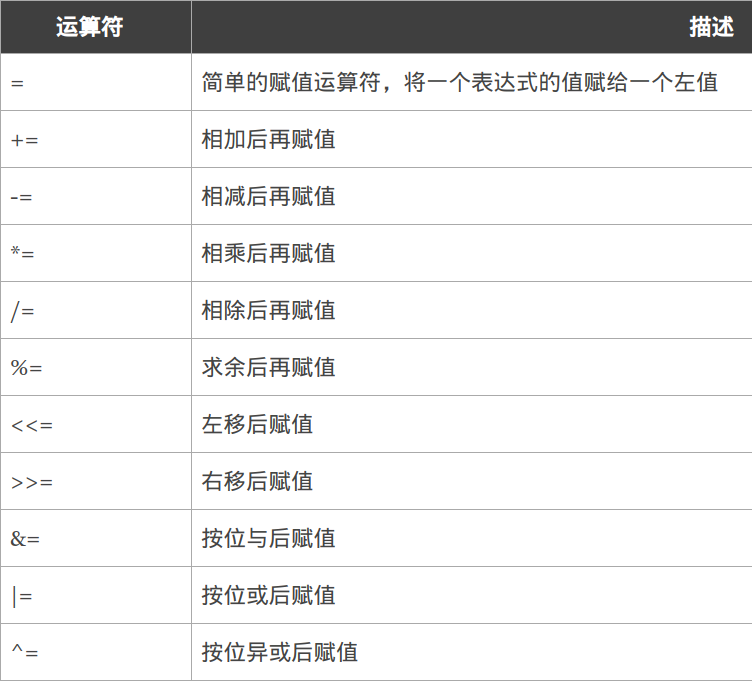 运算符 描述
= 简单的赋值运算符，将一个表达式的值赋给一个左值
+= 相加后再赋值
-= 相减后再赋值
*= 相乘后再赋值
/= 相除后再赋值
%= 求余后再赋值
<<= 左移后赋值
>>= 右移后赋值
&= 按位与后赋值
|= 按位或后赋值
^= 按位异或后赋值